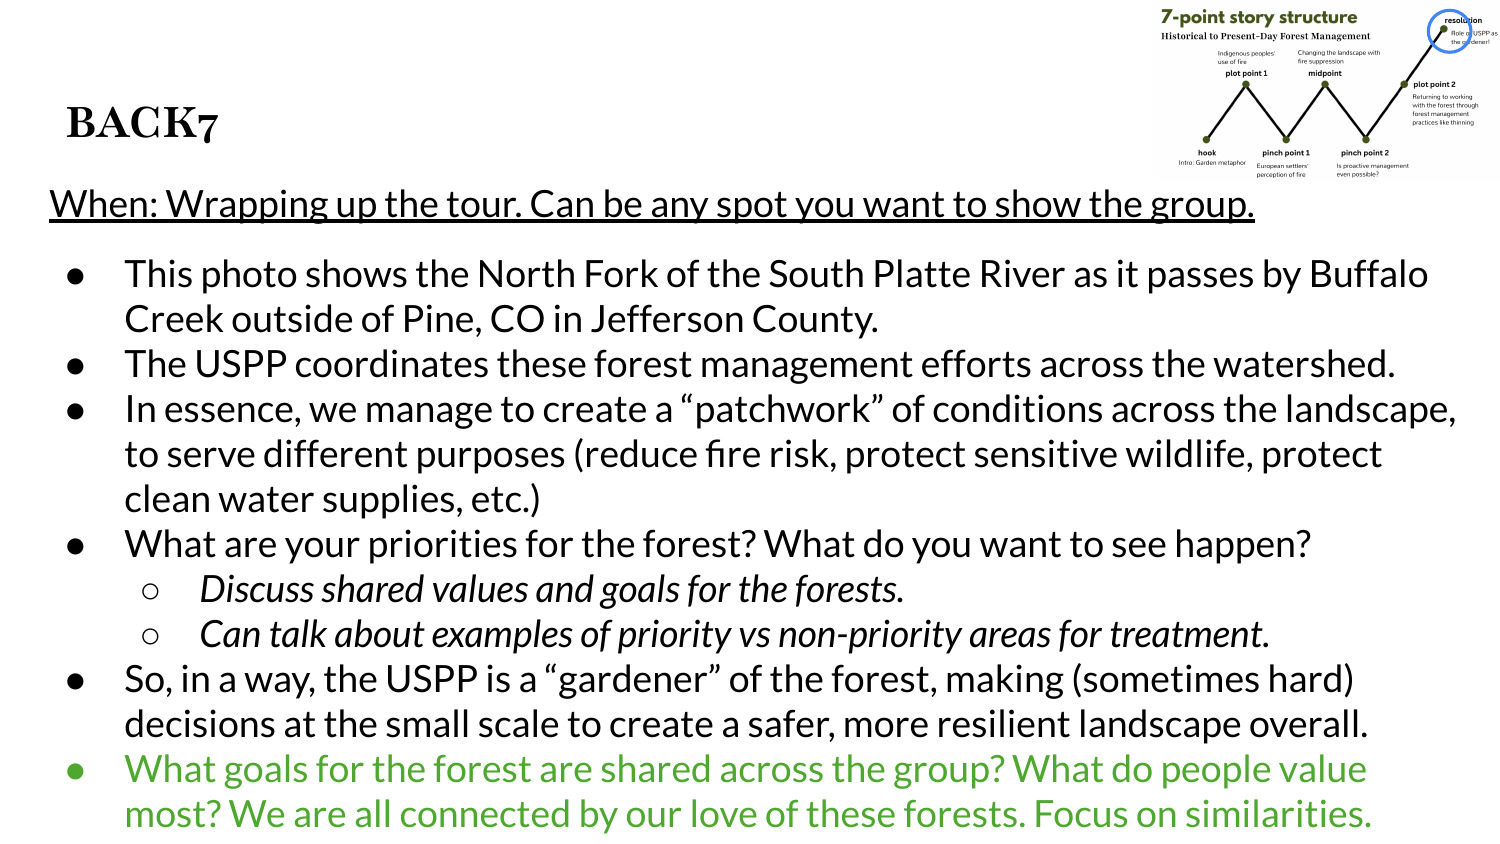 7-point story structure
Historical to Present-Day Forest Management
resolution
Role of USPP as
the gardener!
Indigenous peoples'
use of fire
plot point 1
Changing the landscape with
fire suppression
midpoint
plot point 2
Returning to working
with the forest through
forest management
practices like thinning
hook
Intro: Garden metaphor
pinch point 1
European settlers'
perception of fire
pinch point 2
Is proactive management
even possible?
BACK7
When: Wrapping up the tour. Can be any spot you want to show the group.
● This photo shows the North Fork of the South Platte River as it passes by Buffalo
Creek outside of Pine, CO in Jefferson County.
● The USPP coordinates these forest management efforts across the watershed.
● In essence, we manage to create a “patchwork” of conditions across the landscape,
to serve different purposes (reduce fire risk, protect sensitive wildlife, protect
clean water supplies, etc.)
● What are your priorities for the forest? What do you want to see happen?
○ Discuss shared values and goals for the forests.
○ Can talk about examples of priority vs non-priority areas for treatment.
● So, in a way, the USPP is a “gardener” of the forest, making (sometimes hard)
decisions at the small scale to create a safer, more resilient landscape overall.
● What goals for the forest are shared across the group? What do people value
most? We are all connected by our love of these forests. Focus on similarities.